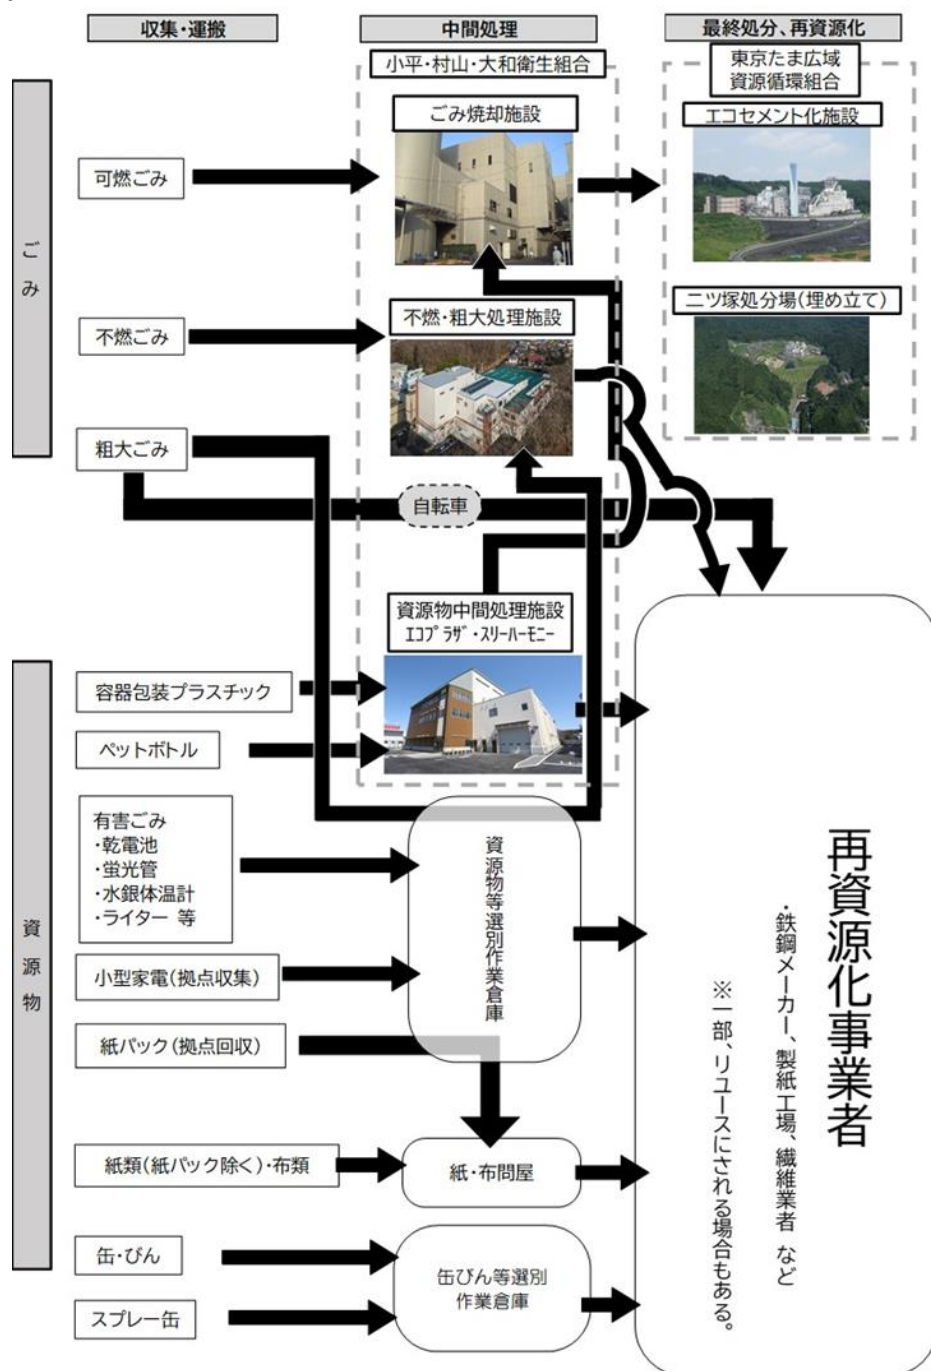 収集・運搬
中間処理
最終処分、再資源化
小平・村山・大和衛生組合
東京たま広域
資源循環組合
ごみ
可燃ごみ
ごみ焼却施設
エコセメント化施設
不燃ごみ
不燃・粗大処理施設
二ツ塚処分場(埋め立て)
粗大ごみ
自転車
資源物中間処理施設
エコプラザ・スリーハーモニー
資源物
容器包装プラスチック
ペットボトル
有害ごみ
・乾電池
・蛍光管
・水銀体温計
・ライター 等
小型家電(拠点収集)
紙パック(拠点回収)
資源物等選別作業倉庫
紙類(紙パック除く)・布類
紙・布問屋
缶・びん
スプレー缶
缶びん等選別
作業倉庫
再資源化事業者
・鉄鋼メーカー、製紙工場、繊維業者 など
※一部、リユースにされる場合もある。